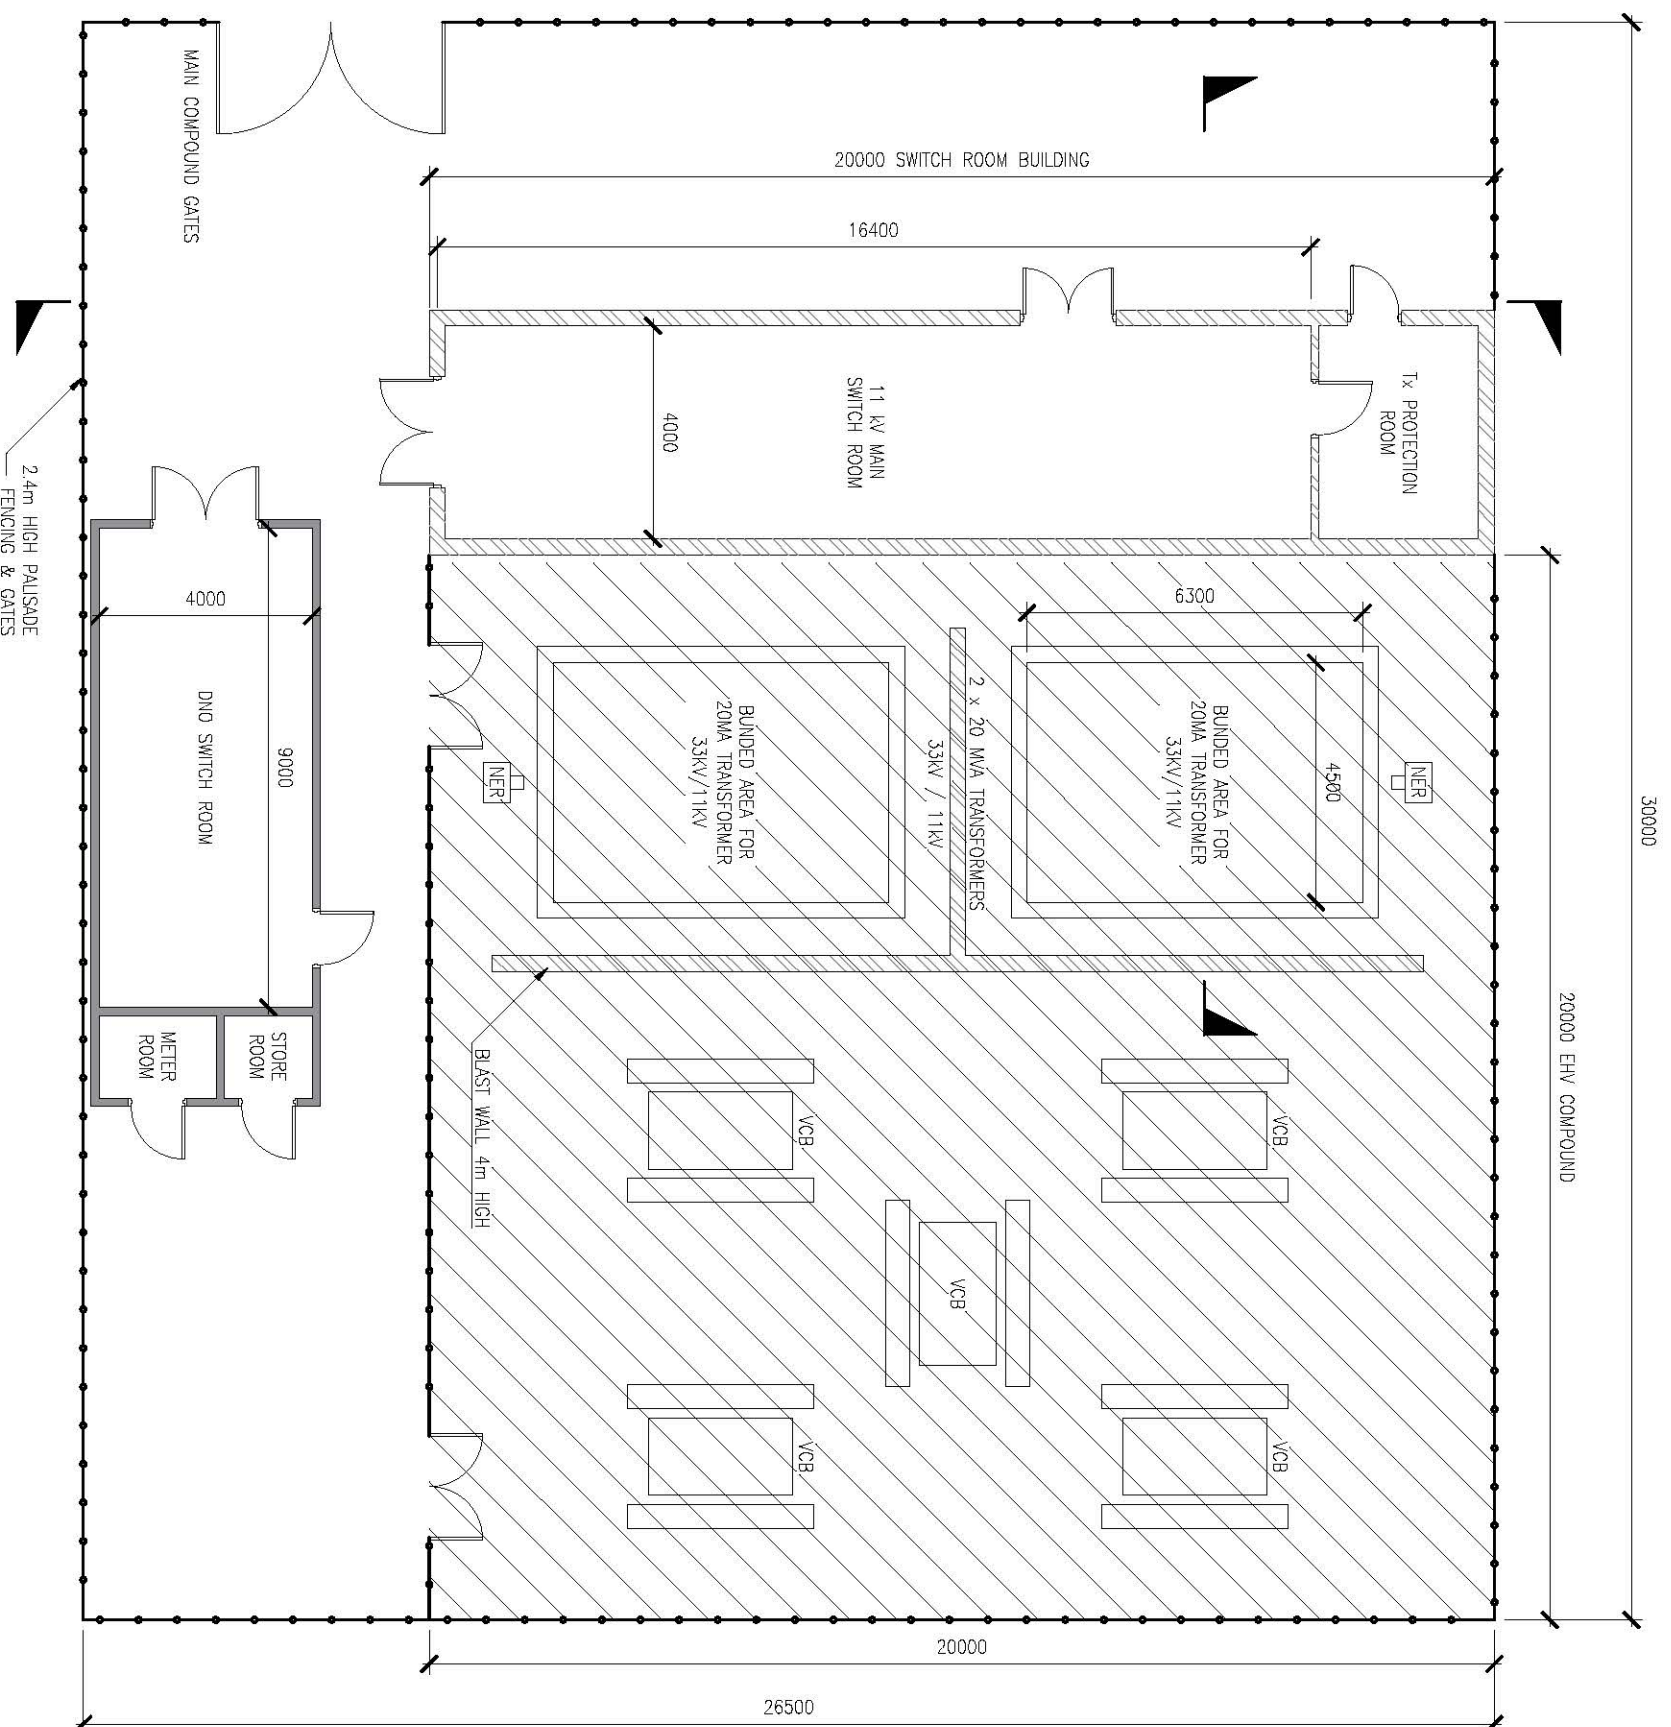 MAIN COMPOUND GATES
20000 SWITCH ROOM BUILDING
16400
30000
11 kV MAIN
SWITCH ROOM
4000
Tx PROTECTION
ROOM
2.4m HIGH PALISADE
FENCING & GATES
4000
9000
DNO SWITCH ROOM
METER
ROOM
STORE
ROOM
6300
4500
BUNDED AREA FOR
20MA TRANSFORMER
33KV/11KV
NER
2 x 20 MVA TRANSFORMERS
33kV / 11kV
BUNDED AREA FOR
20MA TRANSFORMER
33KV/11KV
NER
BLAST WALL 4m HIGH
20000 EHV COMPOUND
VCB
VCB
VCB
VCB
VCB
20000
26500